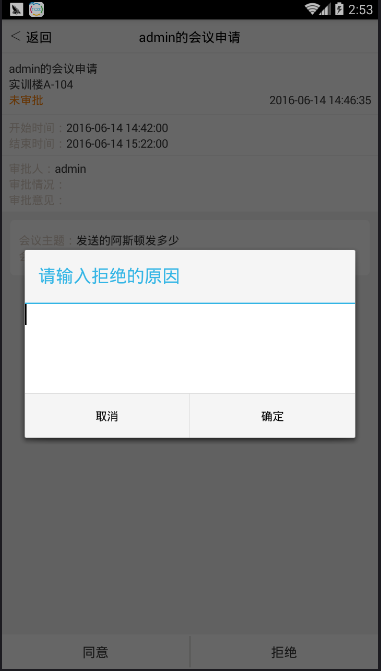 2:53
< 返回
admin的会议申请
admin的会议申请
实训楼A-104
未审批
2016-06-14 14:46:35
开始时间：2016-06-14 14:42:00
结束时间：2016-06-14 15:22:00
审批人：admin
审批情况：
审批意见：
会议主题：发送的阿斯顿发多少
请输入拒绝的原因
取消
确定
同意
拒绝